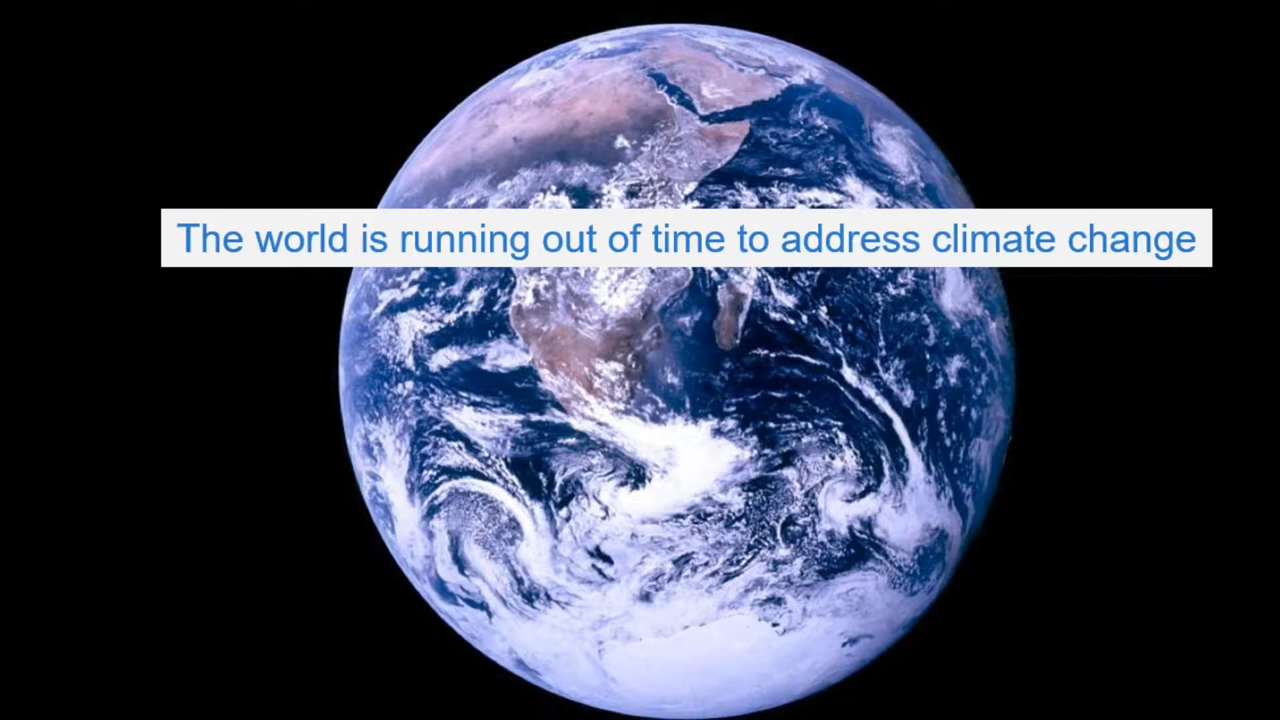 The world is running out of time to address climate change